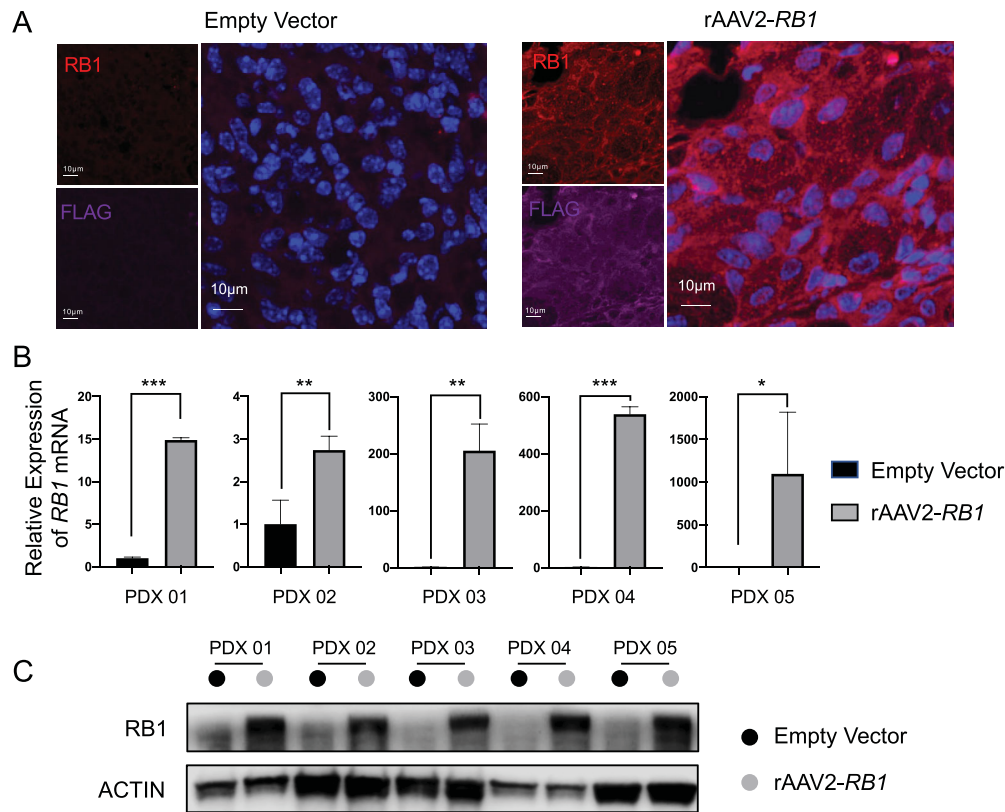 A
Empty Vector
rAAV2-RB1
RB1
10µm
FLAG
10µm
10µm
RB1
10µm
FLAG
10µm
10µm
B
Relative Expression
of RB1 mRNA
20
15
10
5
0
***
PDX 01
4
3
2
1
0
**
PDX 02
300
200
100
0
**
PDX 03
600
400
200
0
***
PDX 04
2000
1500
1000
500
0
*
PDX 05
Empty Vector
rAAV2-RB1
C
PDX 01 PDX 02 PDX 03 PDX 04 PDX 05
RB1
ACTIN
Empty Vector
rAAV2-RB1